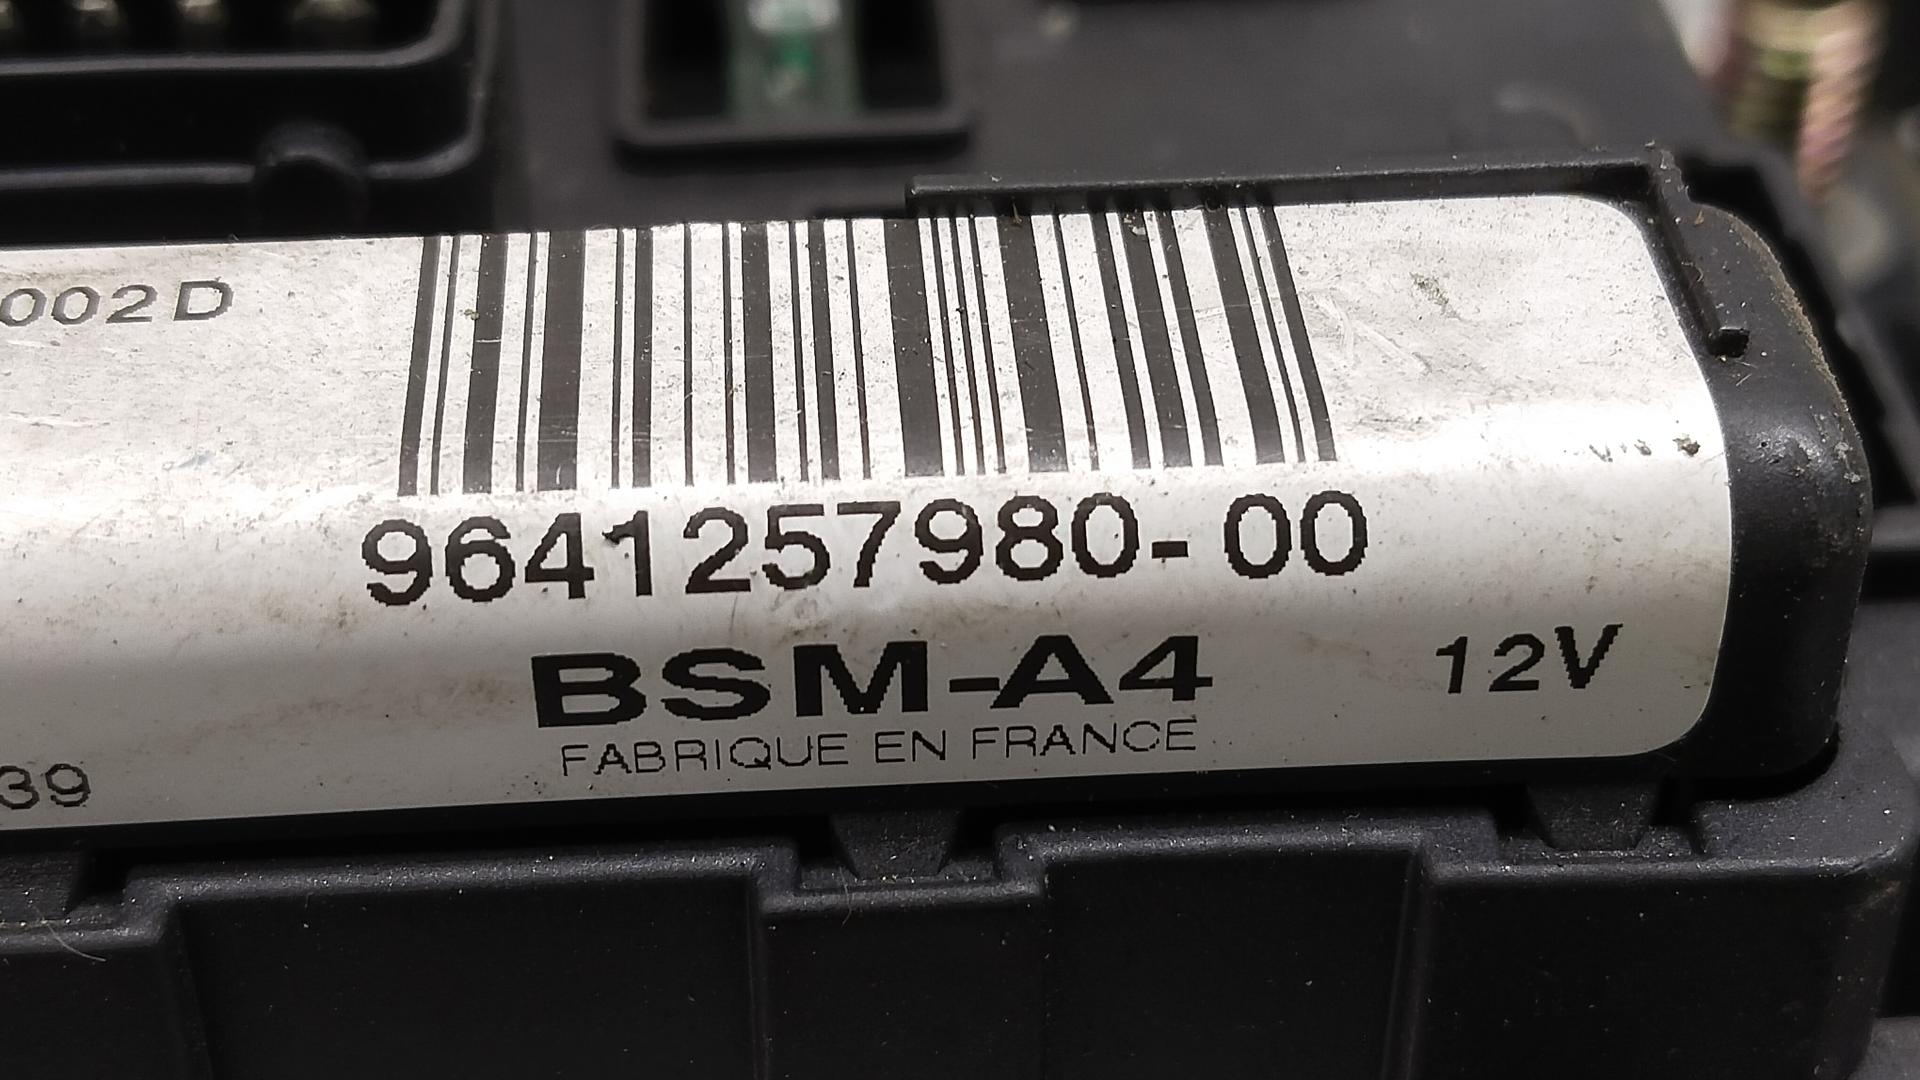 002D
9641257980-00
BSM-A4
12V
FABRIQUE EN FRANCE
39